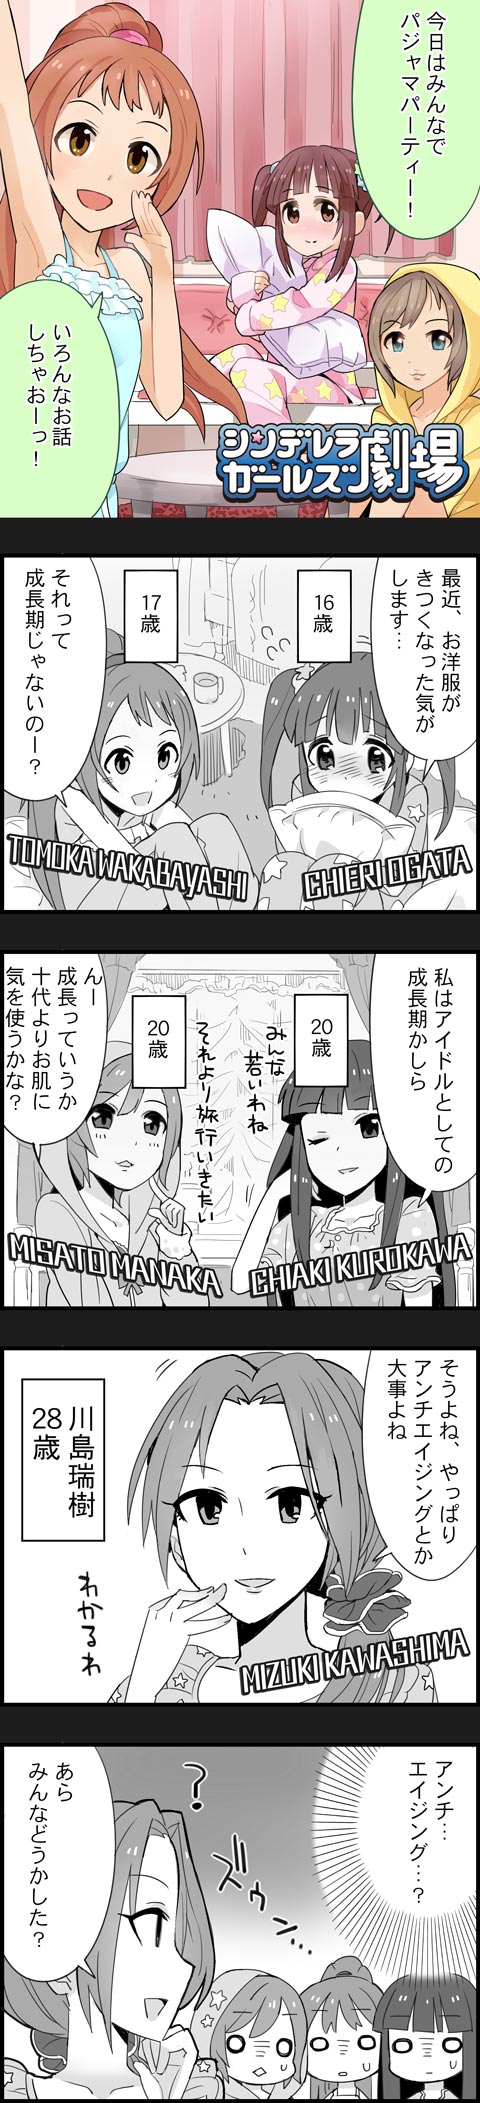 今日はみんなで
パジャマパーティー！
いろんなお話
しちゃおーっ！
シンデレラ
ガールズ劇場
最近、お洋服が
きつくなった気が
します…
16歳
17歳
それって
成長期じゃないのー？
CHIERI OGATA
TOMOKA WAKABAYASHI
私はアイドルとしての
成長期かしら
20歳
みんな
若いわね
20歳
それより旅行いきたい
んー
成長っていうか
十代よりお肌に
気を使うかな？
CHIAKI KUROKAWA
MISATO MANAKA
そうよね、やっぱり
アンチエイジングとか
大事よね
川島瑞樹
28歳
わかるわ
MIZUKI KAWASHIMA
アンチ…
エイジング…？
？
ズゥン…
あら
みんなどうかした？